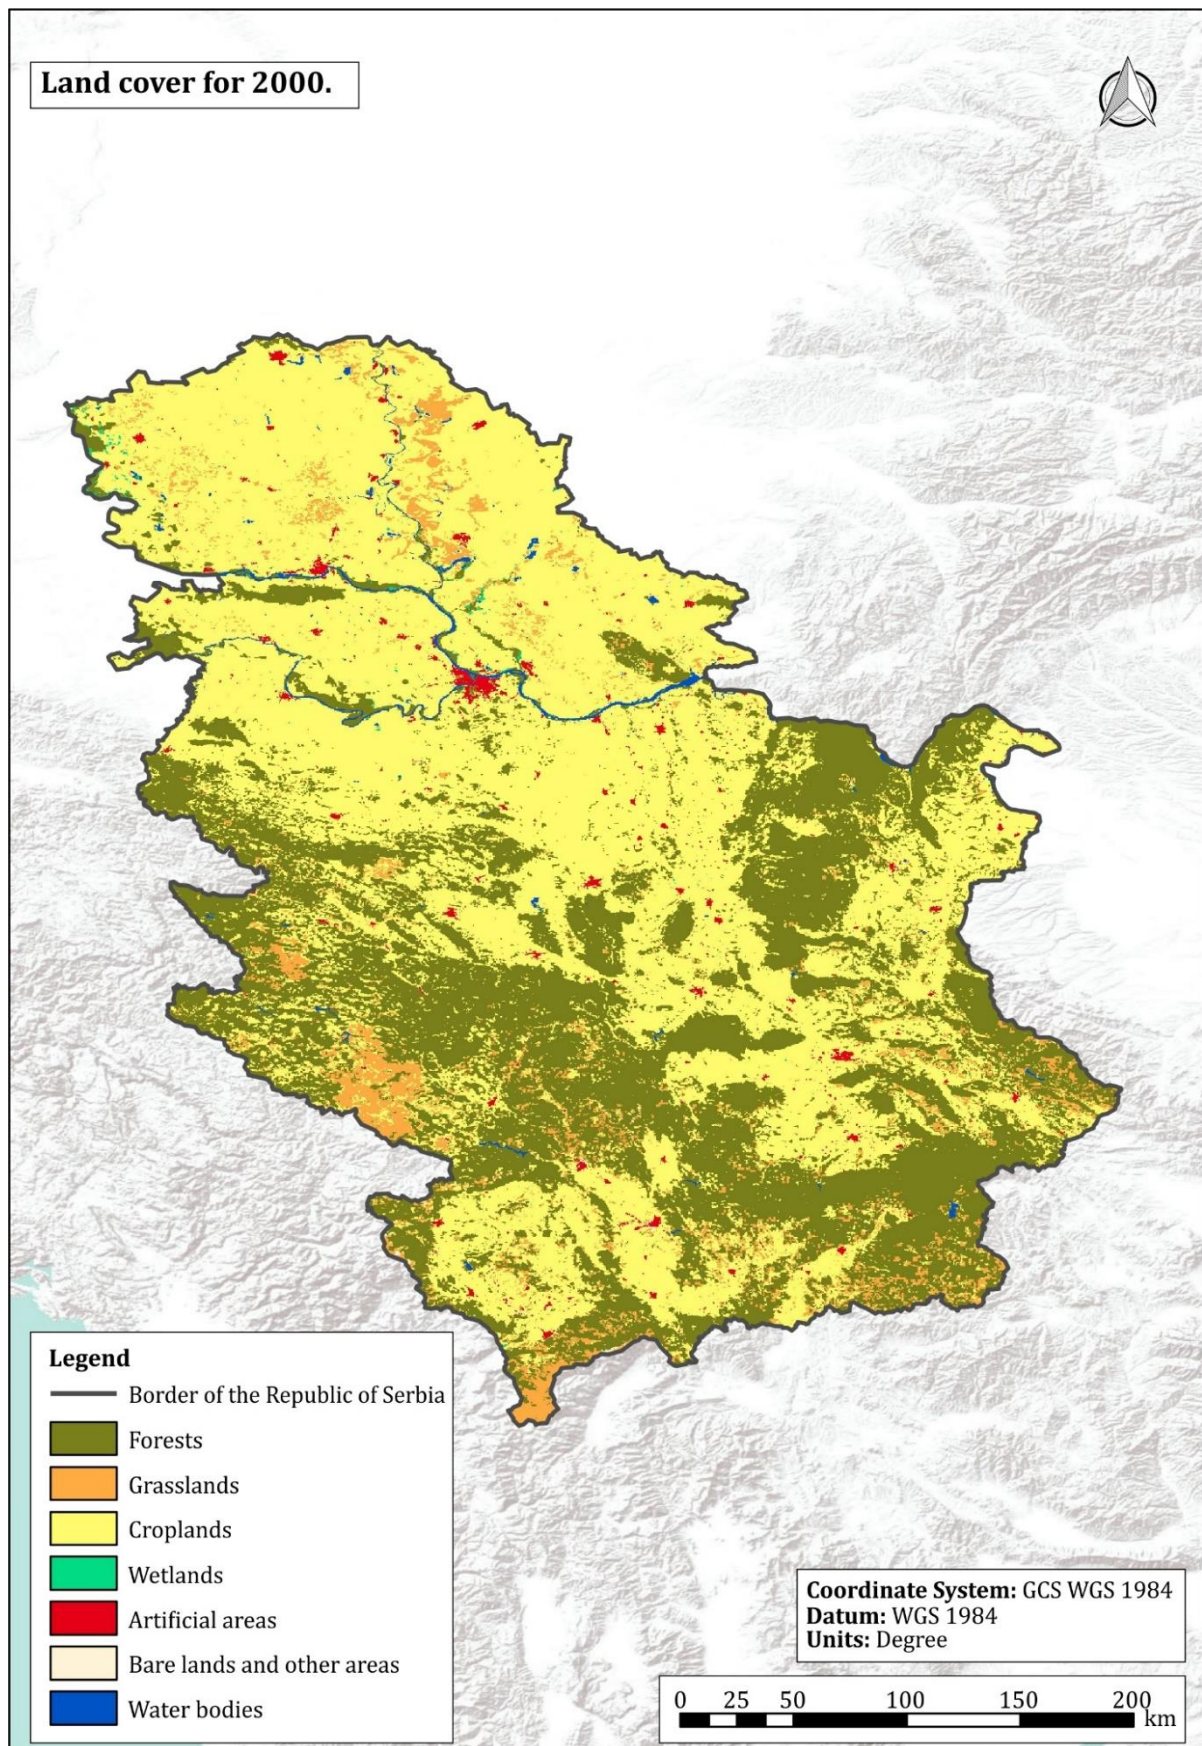 Land cover for 2000.
Legend
Border of the Republic of Serbia
Forests
Grasslands
Croplands
Wetlands
Artificial areas
Bare lands and other areas
Water bodies
Coordinate System: GCS WGS 1984
Datum: WGS 1984
Units: Degree
0 25 50 100 150 200
km